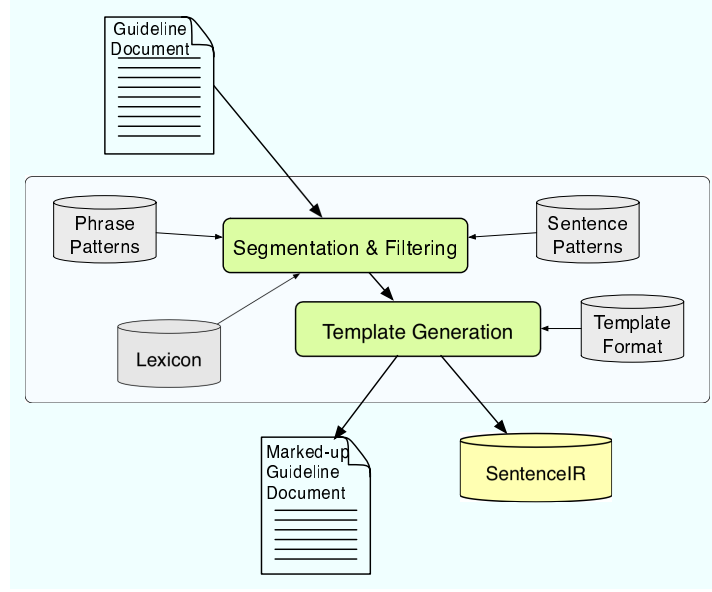 Guideline
Document
Phrase
Patterns
Sentence
Patterns
Segmentation & Filtering
Template Generation
Template
Format
Lexicon
Marked-up
Guideline
Document
SentenceIR